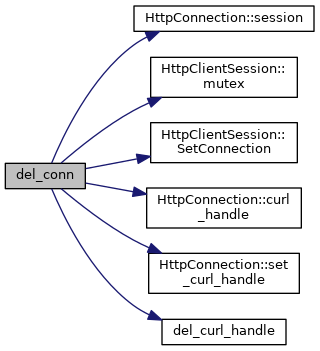 HttpConnection::session
HttpClientSession::
mutex
HttpClientSession::
SetConnection
del_conn
HttpConnection::curl
_handle
HttpConnection::set
_curl_handle
del_curl_handle